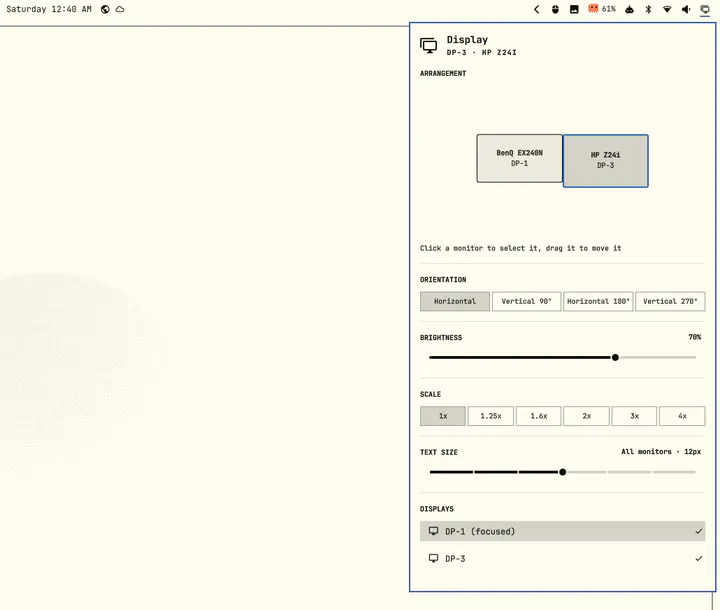 Saturday 12:40 AM
61%
Display
DP-3 · HP Z24I
ARRANGEMENT
BenQ EX240N
DP-1
HP Z24i
DP-3
Click a monitor to select it, drag it to move it
ORIENTATION
Horizontal Vertical 90° Horizontal 180° Vertical 270°
BRIGHTNESS 70%
SCALE
1x 1.25x 1.6x 2x 3x 4x
TEXT SIZE All monitors · 12px
DISPLAYS
DP-1 (focused)
DP-3